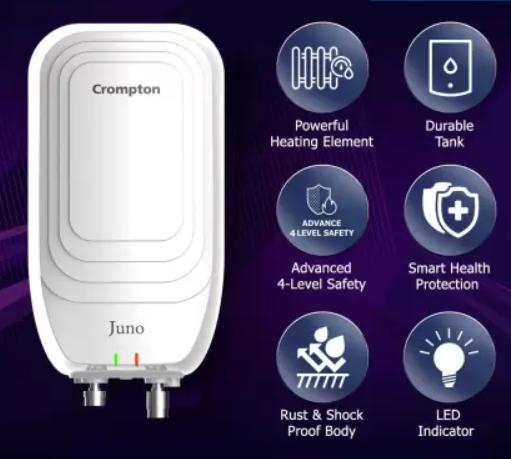 Crompton
Juno
Powerful
Heating Element
Durable
Tank
ADVANCE
4 LEVEL SAFETY
Advanced
4-Level Safety
Smart Health
Protection
Rust & Shock
Proof Body
LED
Indicator